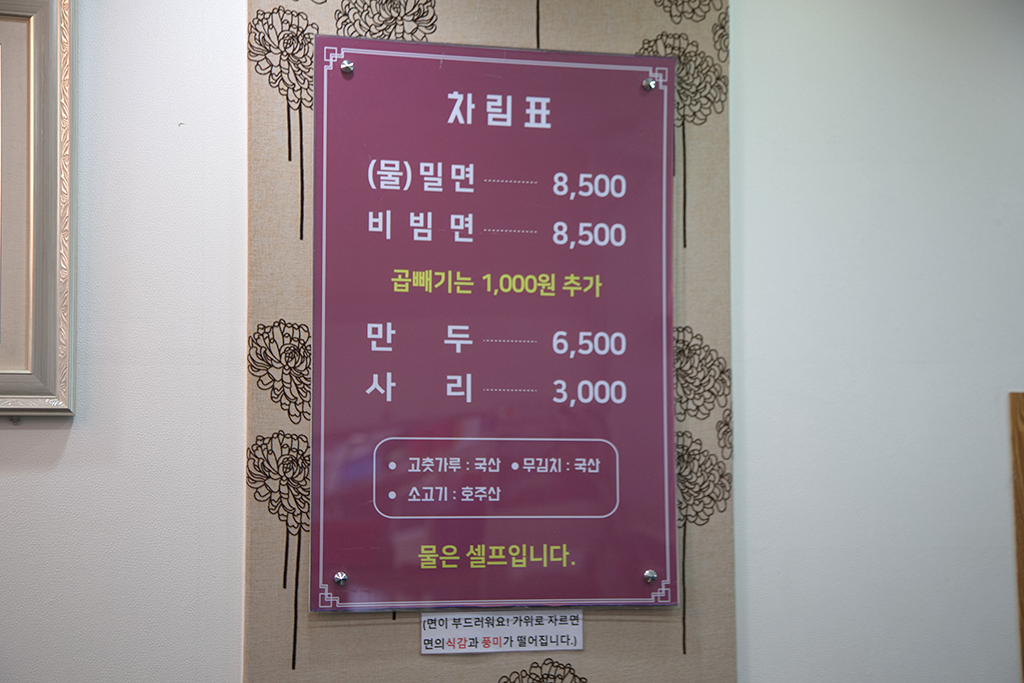 차림표
(물)밀면 8,500
비빔면 8,500
곱빼기는 1,000원 추가
만두 6,500
사리 3,000
● 고춧가루 : 국산 ● 무김치 : 국산
● 소고기 : 호주산
물은 셀프입니다.
(면이 부드러워요! 가위로 자르면
면의식감과 풍미가 떨어집니다.)